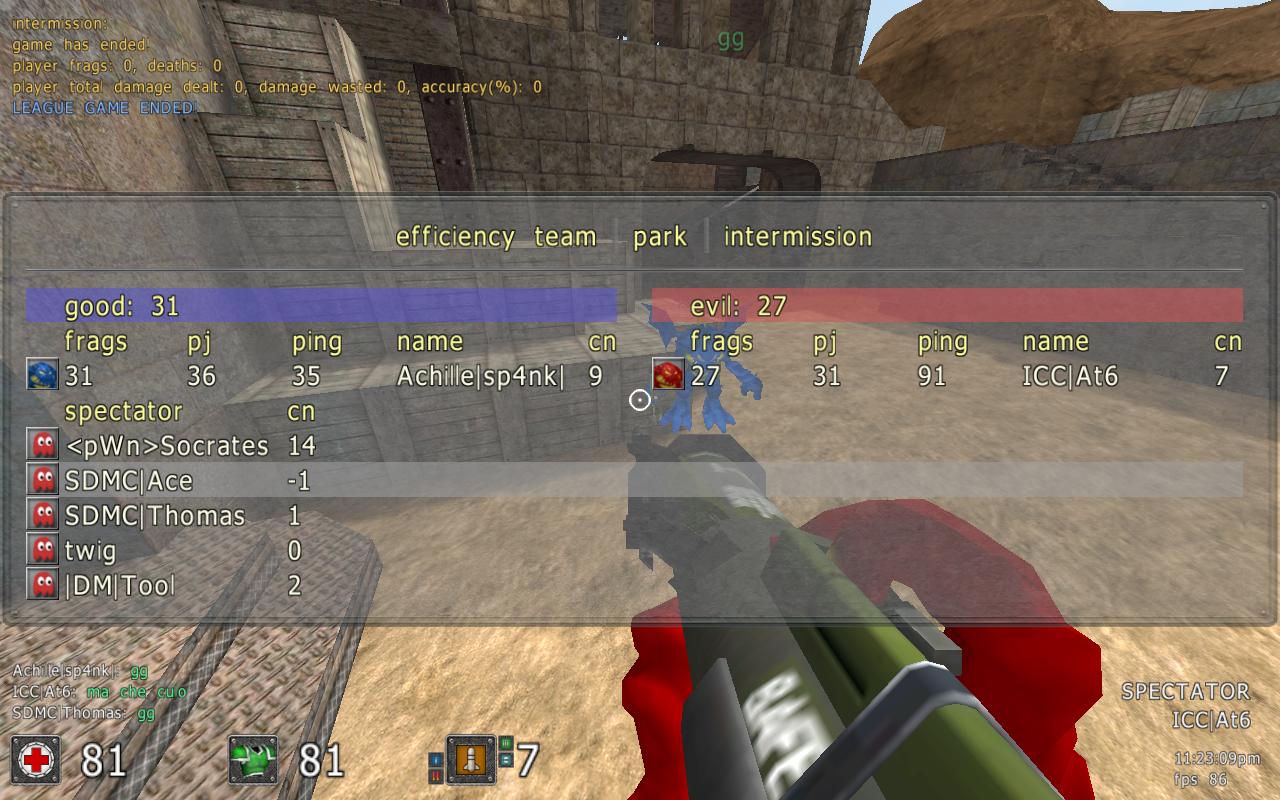 intermission:
game has ended!
player frags: 0, deaths: 0
player total damage dealt: 0, damage wasted: 0, accuracy(%): 0
LEAGUE GAME ENDED!
gg
efficiency team | park | intermission
good: 31
frags pj ping name cn
31 36 35 Achille|sp4nk| 9
evil: 27
frags pj ping name cn
27 31 91 ICC|At6 7
spectator cn
<pWn>Socrates 14
SDMC|Ace -1
SDMC|Thomas 1
twig 0
|DM|Tool 2
Achille|sp4nk|: gg
ICC|At6: ma che culo
SDMC|Thomas: gg
81
81
7
SPECTATOR
ICC|At6
11:23:09pm
fps 86